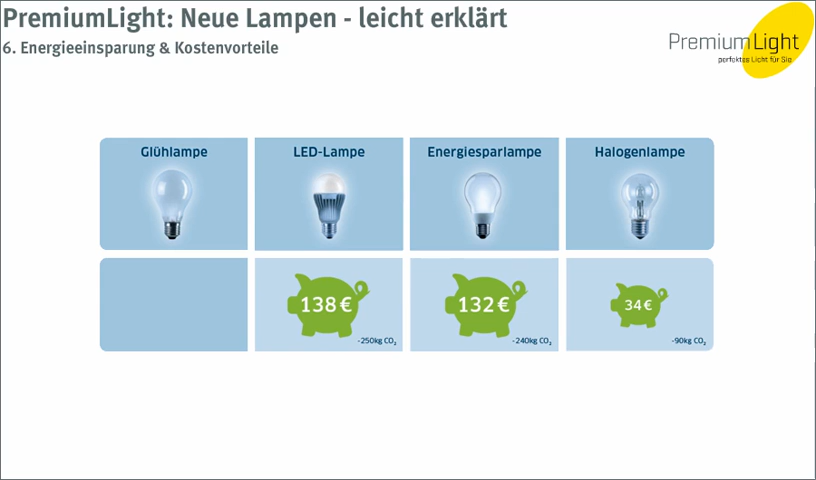 PremiumLight: Neue Lampen - leicht erklärt
6. Energieeinsparung & Kostenvorteile
PremiumLight
perfektes Licht für Sie
Glühlampe
LED-Lampe
Energiesparlampe
Halogenlampe
138 €
132 €
34 €
-250kg CO₂
-240kg CO₂
-90kg CO₂